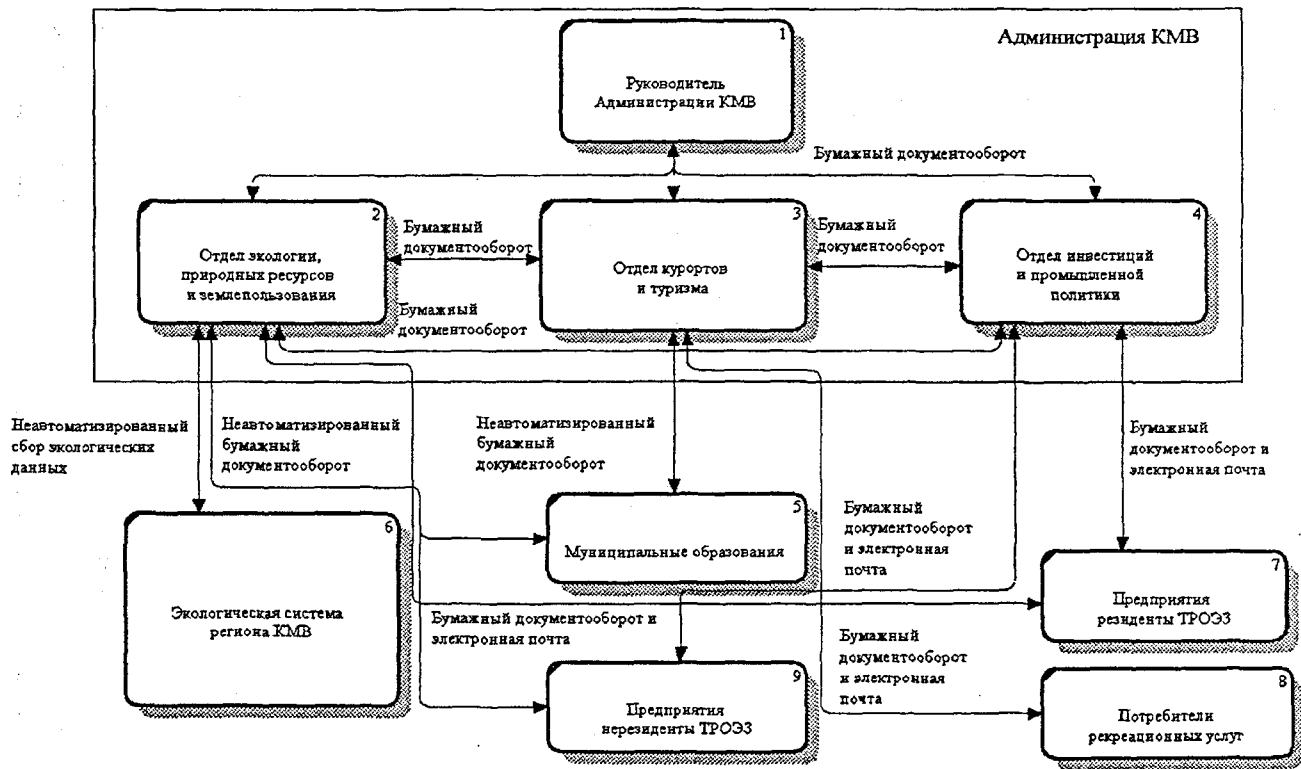 Администрация КМВ
1
Руководитель
Администрации КМВ
Бумажный документооборот
2
Отдел экологии,
природных ресурсов
и землепользования
Бумажный
документооборот
3
Отдел курортов
и туризма
Бумажный
документооборот
4
Отдел инвестиций
и промышленной
политики
Бумажный
документооборот
Неавтоматизированный
сбор экологических
данных
Неавтоматизированный
бумажный
документооборот
Неавтоматизированный
бумажный
документооборот
Бумажный
документооборот и
электронная почта
6
Экологическая система
региона КМВ
5
Муниципальные образования
Бумажный
документооборот
и электронная
почта
7
Предприятия
резиденты ТРОЭЗ
Бумажный документооборот и
электронная почта
Бумажный
документооборот
и электронная
почта
9
Предприятия
нерезиденты ТРОЭЗ
8
Потребители
рекреационных услуг